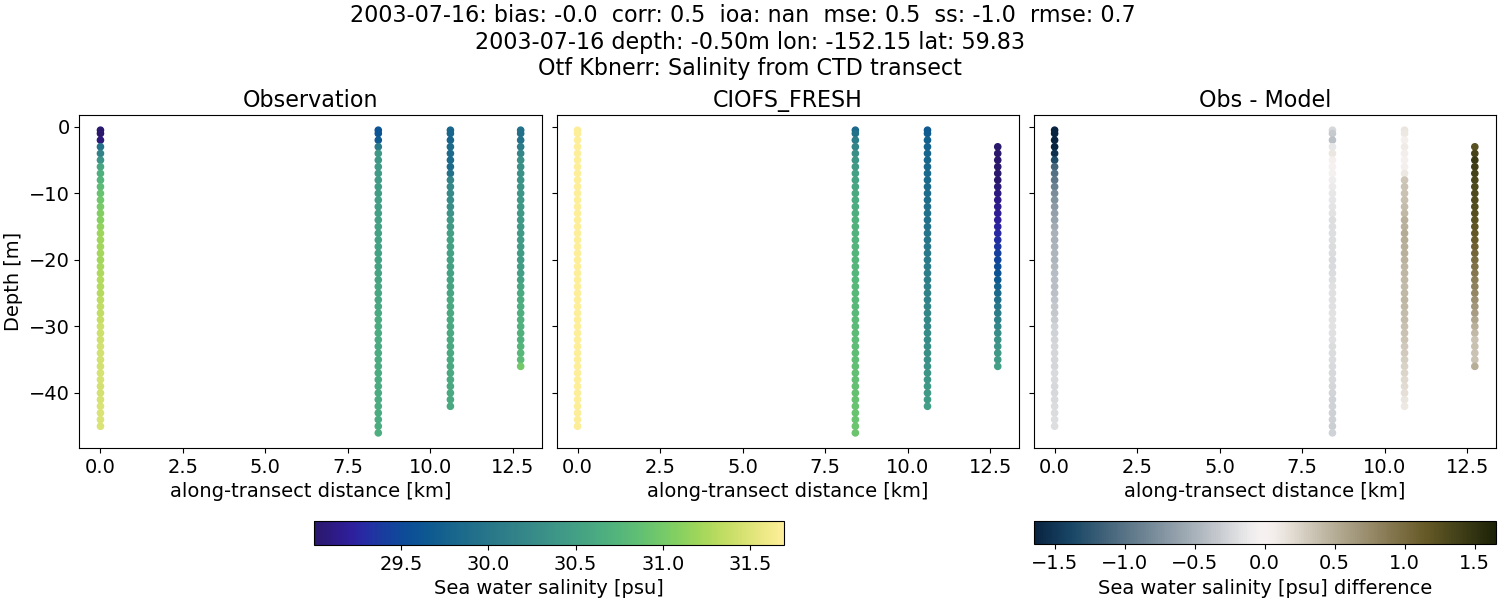 2003-07-16: bias: -0.0  corr: 0.5  ioa: nan  mse: 0.5  ss: -1.0  rmse: 0.7
2003-07-16 depth: -0.50m lon: -152.15 lat: 59.83
Otf Kbnerr: Salinity from CTD transect
Observation
CIOFS_FRESH
Obs - Model
Depth [m]
0
−10
−20
−30
−40
0.0 2.5 5.0 7.5 10.0 12.5
0.0 2.5 5.0 7.5 10.0 12.5
0.0 2.5 5.0 7.5 10.0 12.5
along-transect distance [km]
along-transect distance [km]
along-transect distance [km]
29.5 30.0 30.5 31.0 31.5
Sea water salinity [psu]
−1.5 −1.0 −0.5 0.0 0.5 1.0 1.5
Sea water salinity [psu] difference